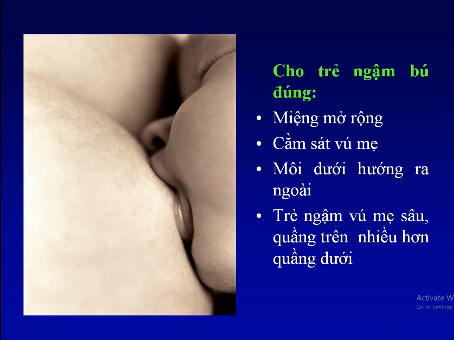 Cho trẻ ngậm bú
đúng:
• Miệng mở rộng
• Cằm sát vú mẹ
• Môi dưới hướng ra
ngoài
• Trẻ ngậm vú mẹ sâu,
quầng trên nhiều hơn
quầng dưới
Activate W
Go to Settings